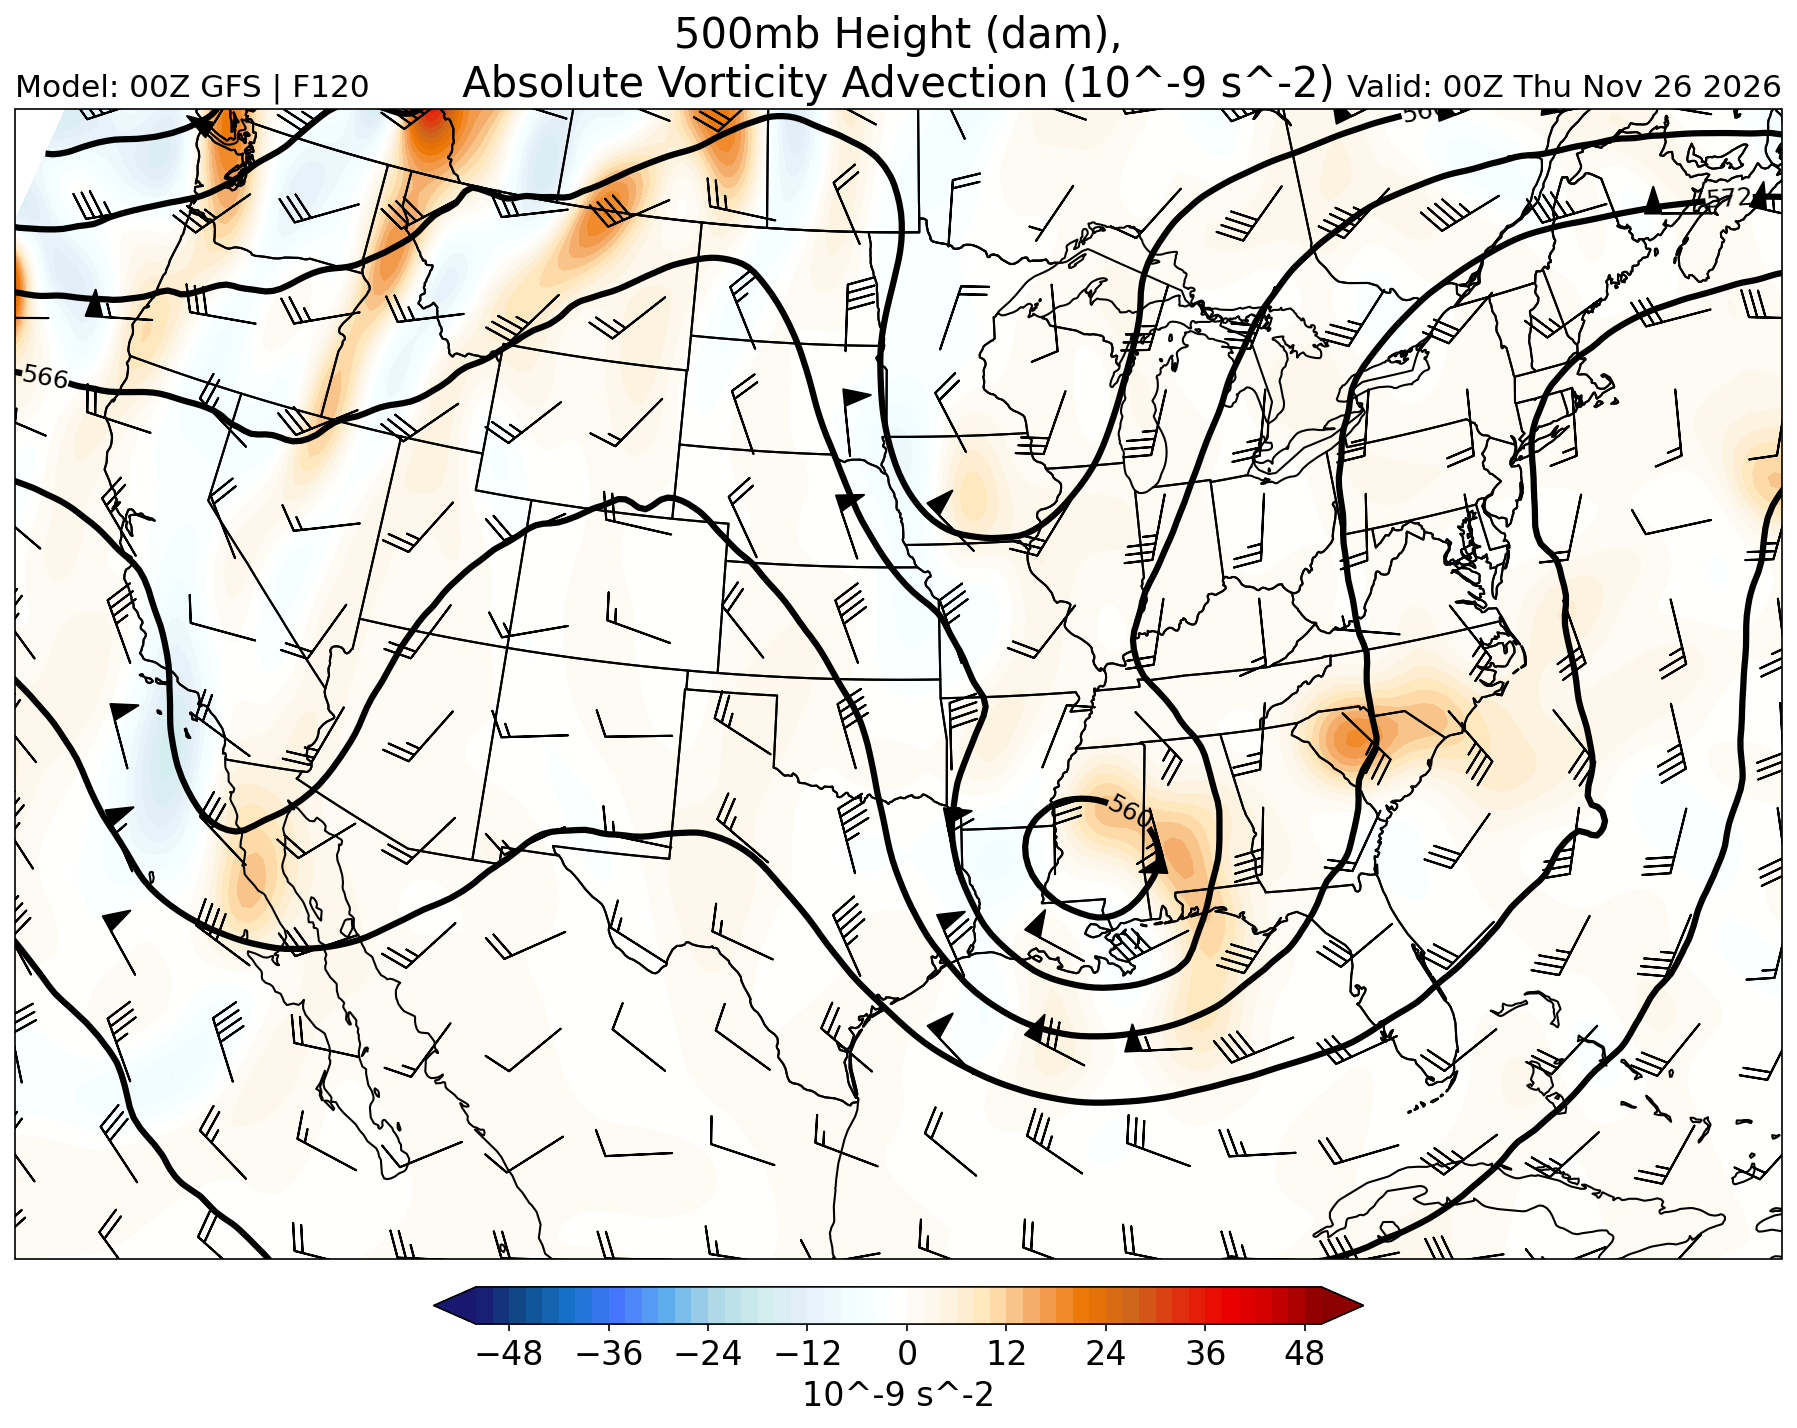 500mb Height (dam),
Model: 00Z GFS | F120
Absolute Vorticity Advection (10^-9 s^-2)
Valid: 00Z Thu Nov 26 2026
572
566
560
−48 −36 −24 −12 0 12 24 36 48
10^-9 s^-2